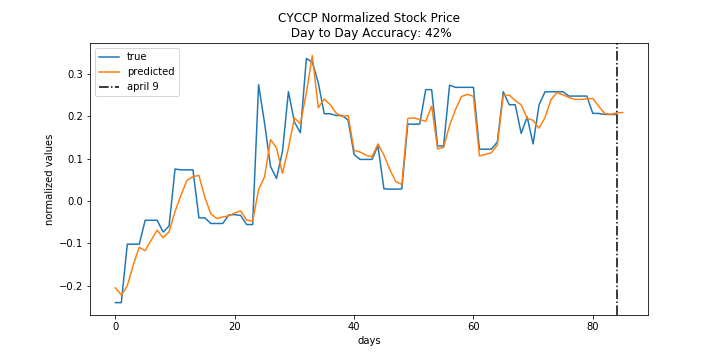 CYCCP Normalized Stock Price
Day to Day Accuracy: 42%
true
predicted
april 9
normalized values
0.3
0.2
0.1
0.0
−0.1
−0.2
0
20
40
60
80
days